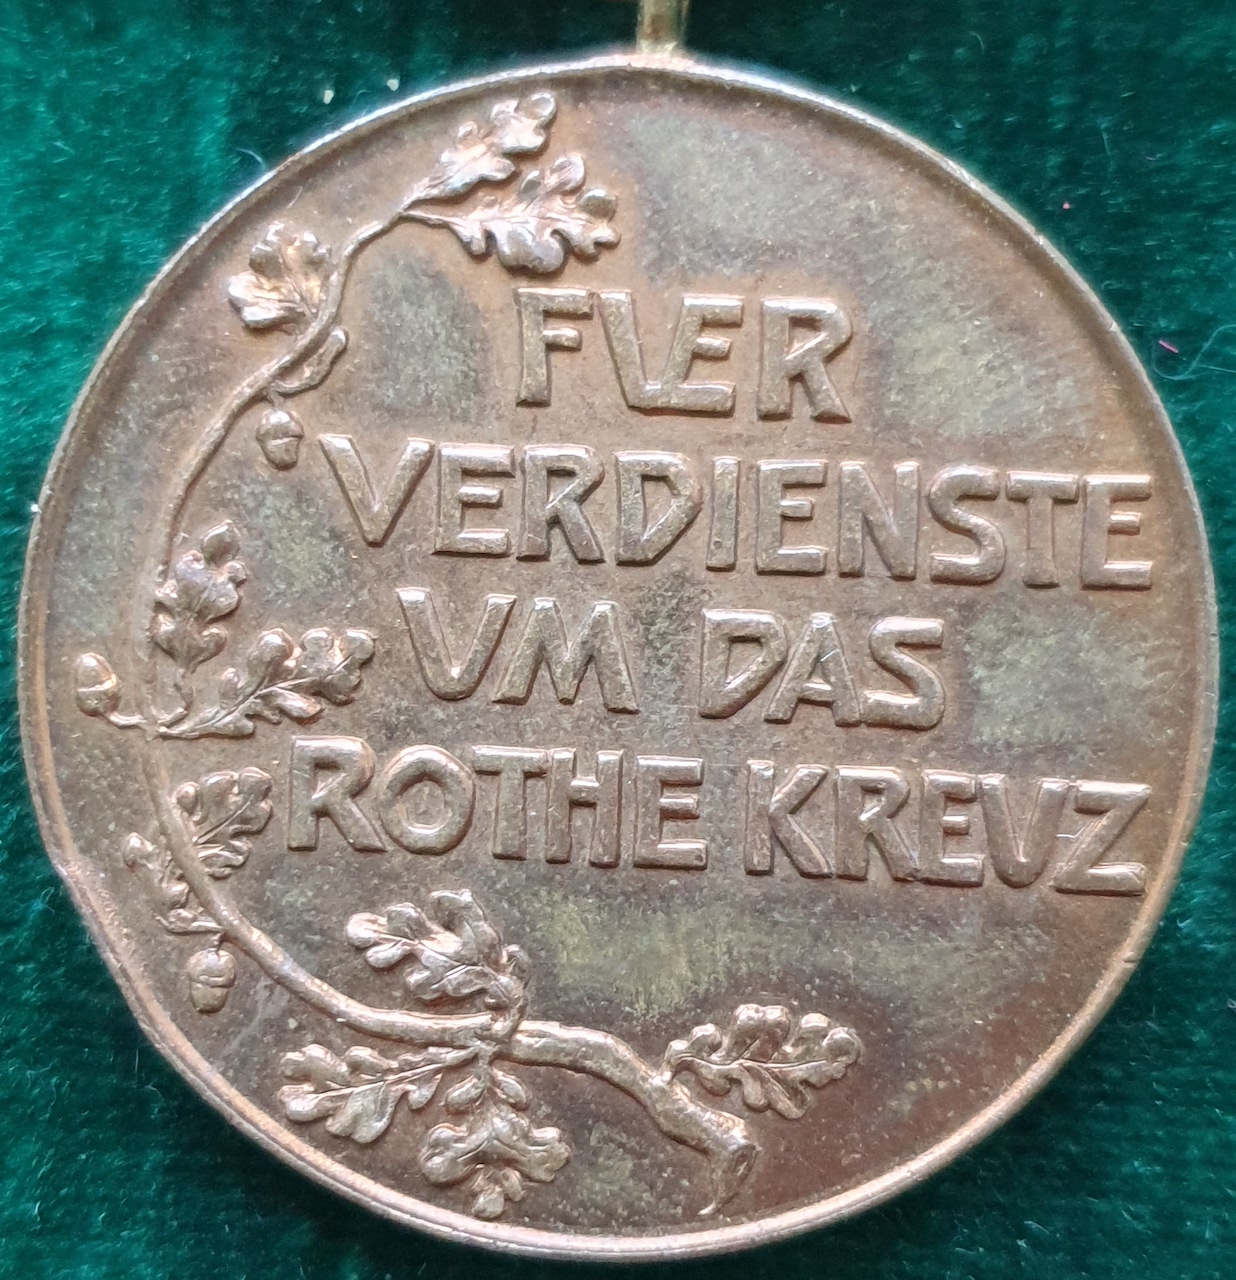 FVER
VERDIENSTE
VM DAS
ROTHE KREVZ